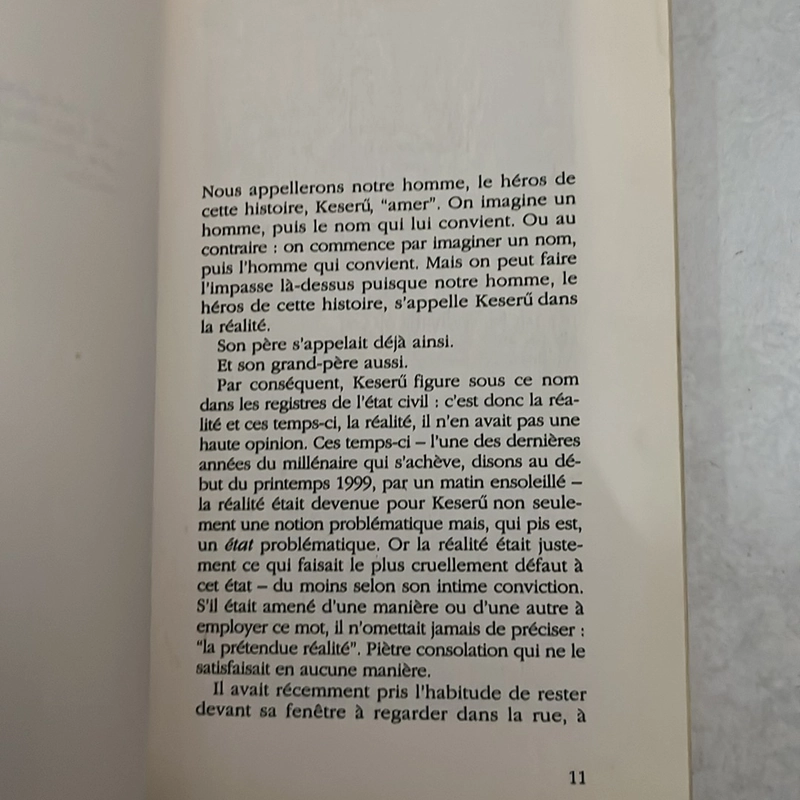 Nous appellerons notre homme, le héros de
cette histoire, Keserű, “amer”. On imagine un
homme, puis le nom qui lui convient. Ou au
contraire : on commence par imaginer un nom,
puis l'homme qui convient. Mais on peut faire
l'impasse là-dessus puisque notre homme, le
héros de cette histoire, s'appelle Keserű dans
la réalité.
Son père s'appelait déjà ainsi.
Et son grand-père aussi.
Par conséquent, Keserű figure sous ce nom
dans les registres de l'état civil : c'est donc la réa-
lité et ces temps-ci, la réalité, il n'en avait pas une
haute opinion. Ces temps-ci – l'une des dernières
années du millénaire qui s'achève, disons au dé-
but du printemps 1999, par un matin ensoleillé –
la réalité était devenue pour Keserű non seule-
ment une notion problématique mais, qui pis est,
un état problématique. Or la réalité était juste-
ment ce qui faisait le plus cruellement défaut à
cet état – du moins selon son intime conviction.
S'il était amené d'une manière ou d'une autre à
employer ce mot, il n'omettait jamais de préciser :
“la prétendue réalité”. Piètre consolation qui ne le
satisfaisait en aucune manière.
Il avait récemment pris l'habitude de rester
devant sa fenêtre à regarder dans la rue, à
11